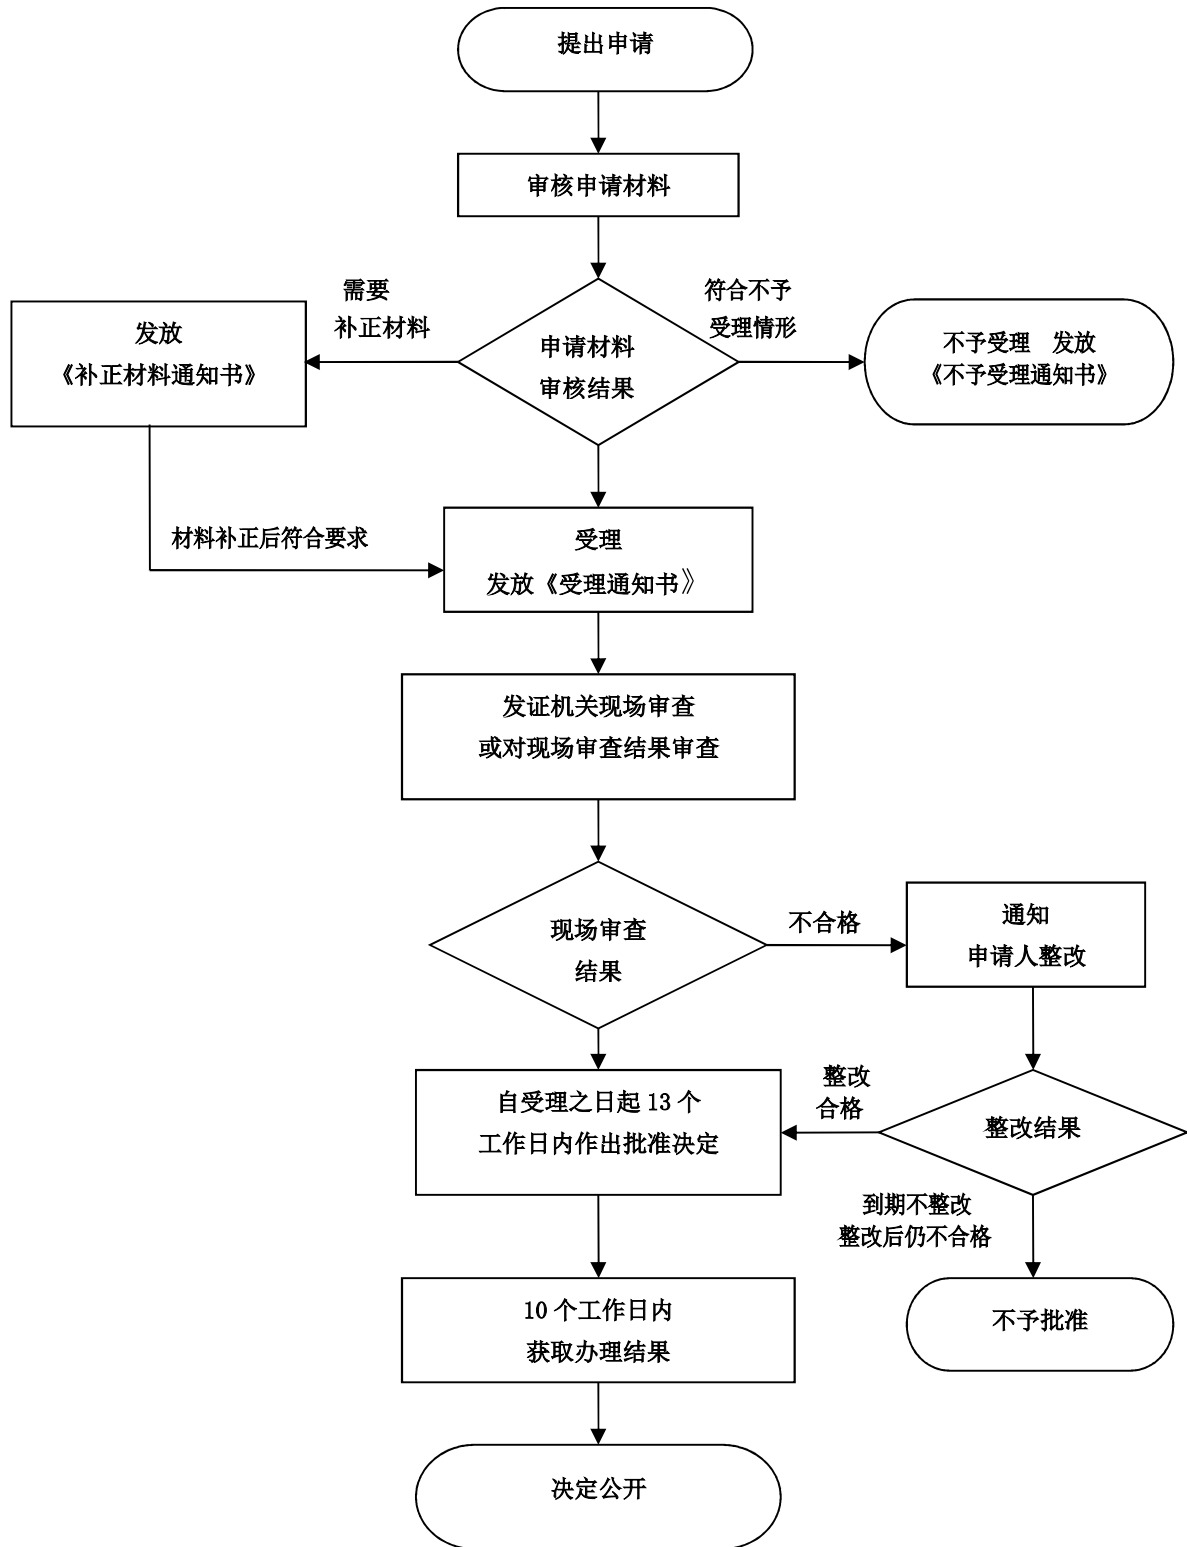 提出申请
审核申请材料
需要
补正材料
符合不予
受理情形
发放
《补正材料通知书》
申请材料
审核结果
不予受理　发放
《不予受理通知书》
材料补正后符合要求
受理
发放《受理通知书》
发证机关现场审查
或对现场审查结果审查
现场审查
结果
不合格
通知
申请人整改
自受理之日起 13 个
工作日内作出批准决定
整改
合格
整改结果
到期不整改
整改后仍不合格
10 个工作日内
获取办理结果
不予批准
决定公开